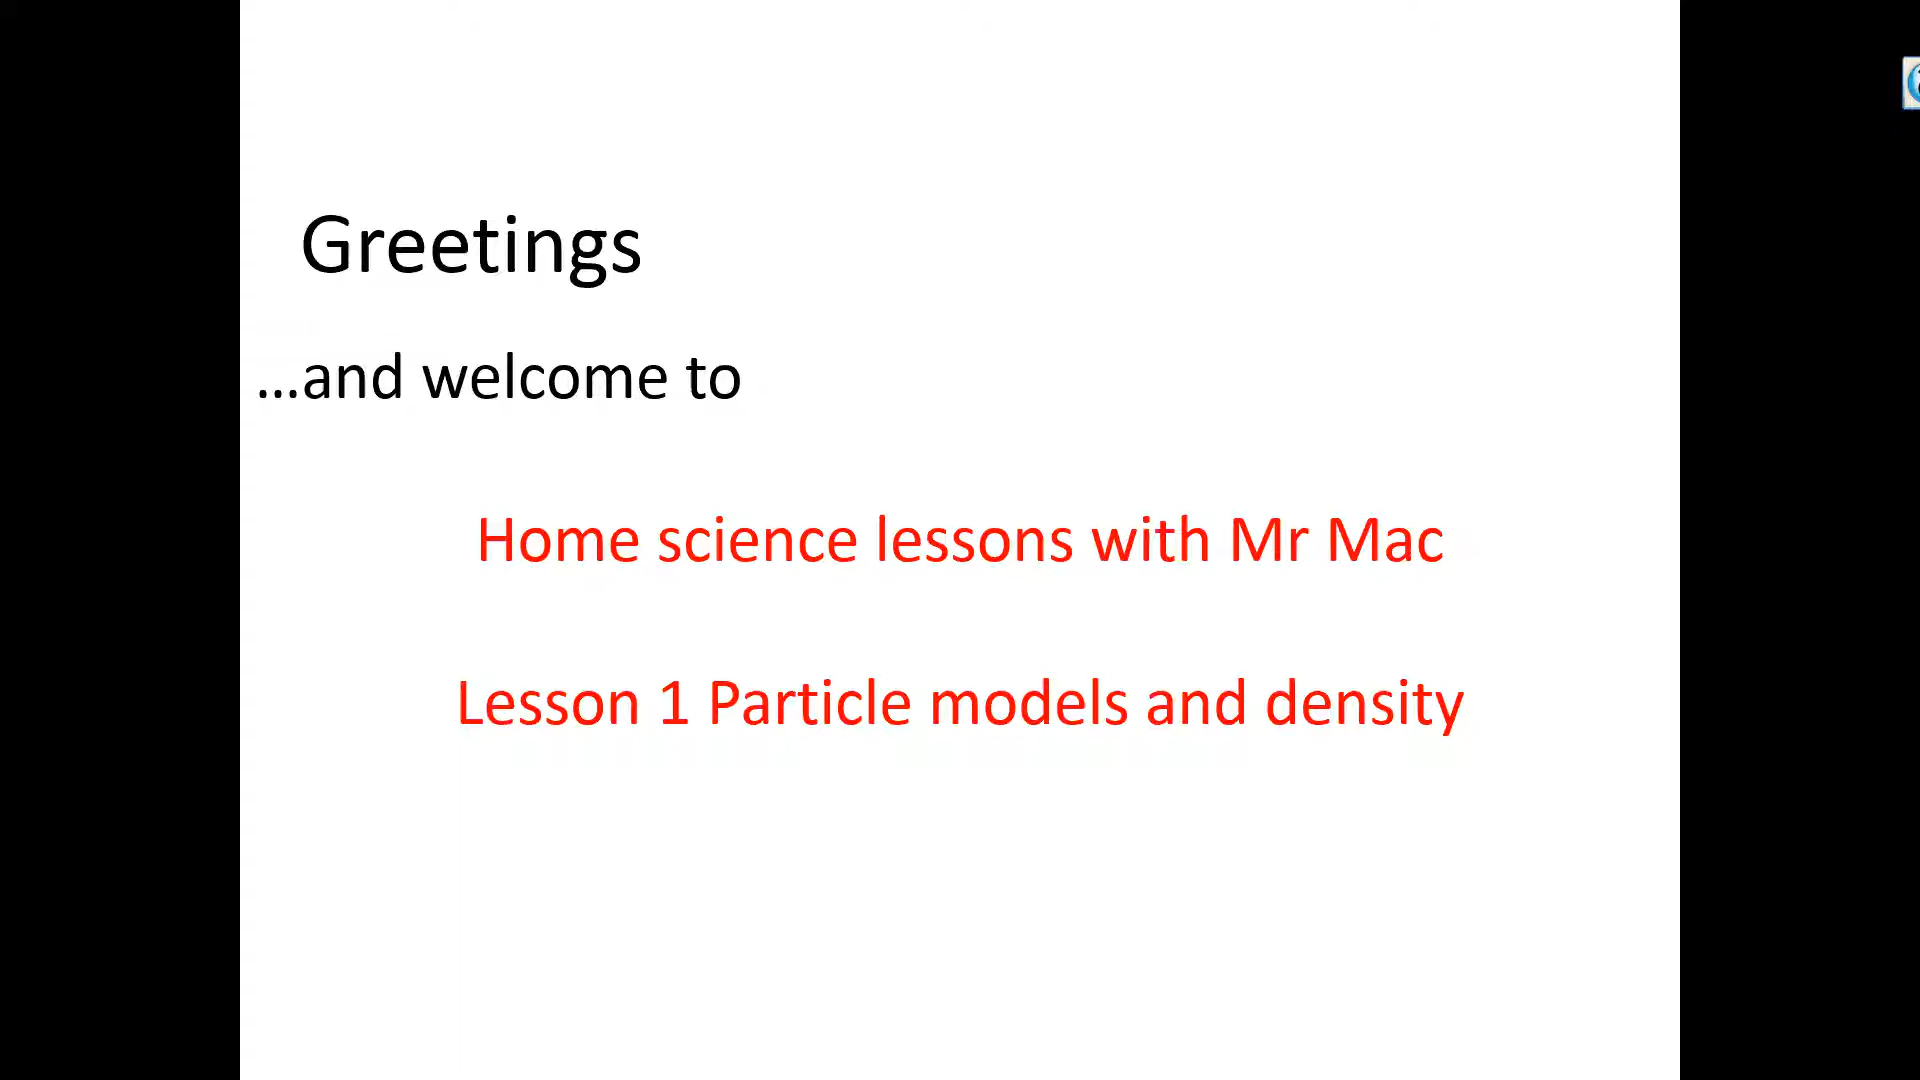 Greetings
...and welcome to
Home science lessons with Mr Mac
Lesson 1 Particle models and density